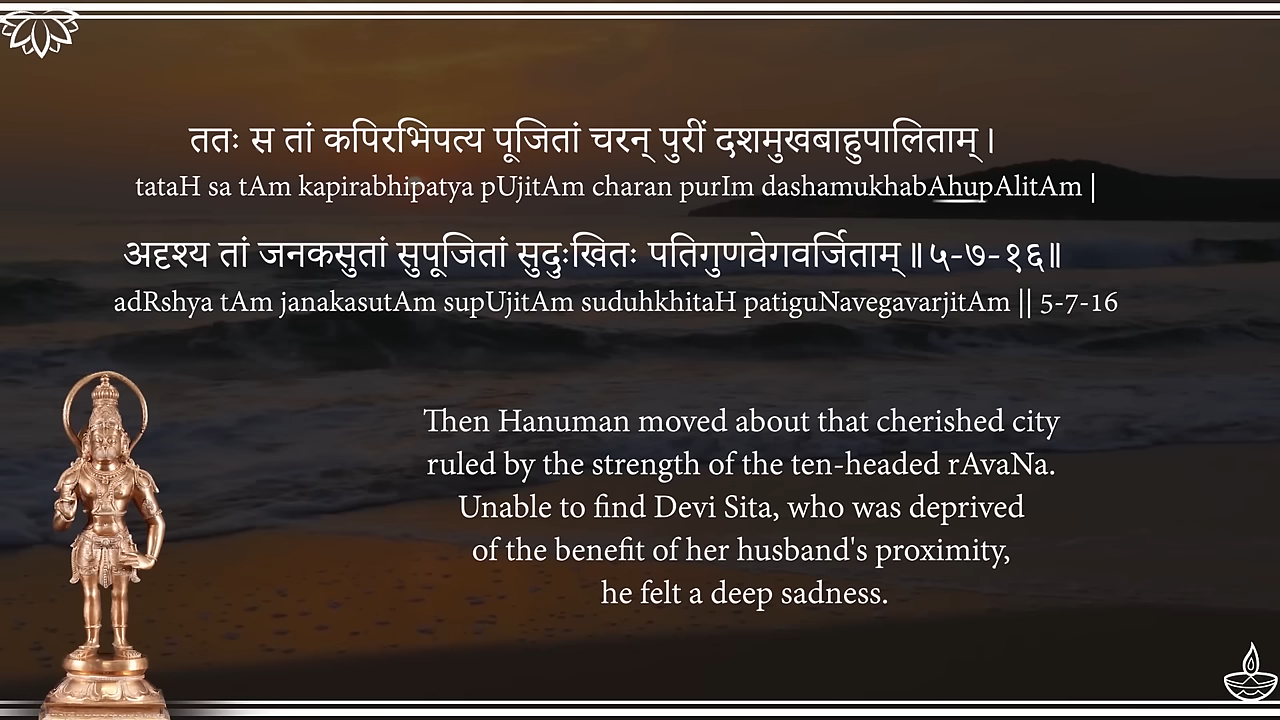 ततः स तां कपिरभिपत्य पूजितां चरन् पुरीं दशमुखबाहुपालिताम् ।
tataH sa tAm kapirabhipatya pUjitAm charan purIm dashamukhabAhupAlitAm |
अदृश्य तां जनकसुतां सुपूजितां सुदुःखितः पतिगुणवेगवर्जिताम् ॥ ५-७-१६॥
adRshya tAm janakasutAm supUjitAm suduhkhitaH patiguNavegavarjitAm || 5-7-16
Then Hanuman moved about that cherished city
ruled by the strength of the ten-headed rAvaNa.
Unable to find Devi Sita, who was deprived
of the benefit of her husband's proximity,
he felt a deep sadness.